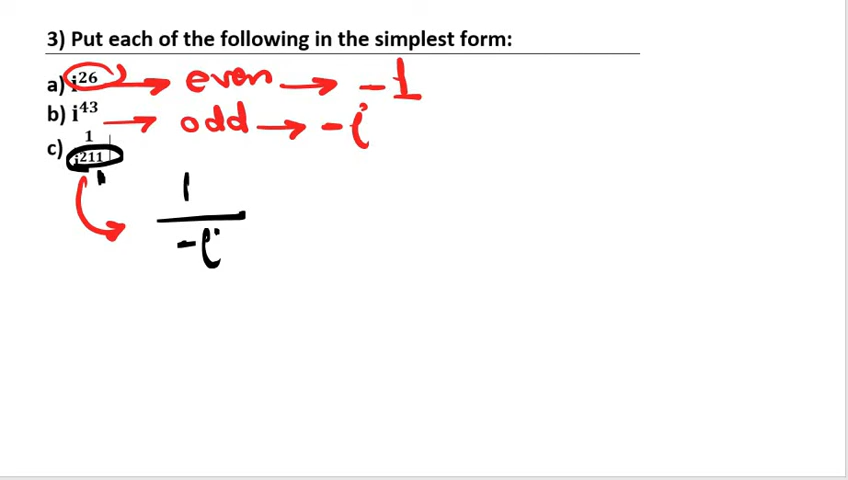 3) Put each of the following in the simplest form:
a) i²⁶ → even → -1
b) i⁴³ → odd → -i
c) 1/i²¹¹
1
-i